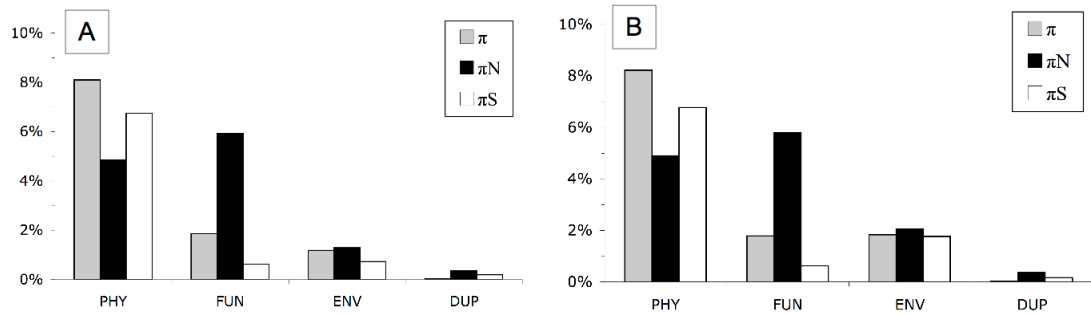 A
10%
8%
6%
4%
2%
0%
π
πN
πS
PHY FUN ENV DUP
B
10%
8%
6%
4%
2%
0%
π
πN
πS
PHY FUN ENV DUP